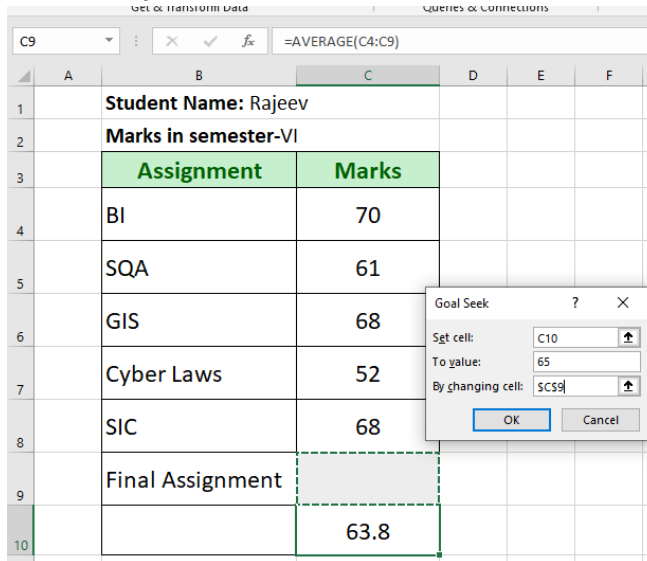 Get & Transform Data Queries & Connections
C9 fx =AVERAGE(C4:C9)
A B C D E F
1 Student Name: Rajeev
2 Marks in semester-VI
3 Assignment Marks
4 BI 70
5 SQA 61
6 GIS 68
7 Cyber Laws 52
8 SIC 68
9 Final Assignment
10 63.8
Goal Seek ? X
Set cell: C10
To value: 65
By changing cell: $C$9
OK Cancel